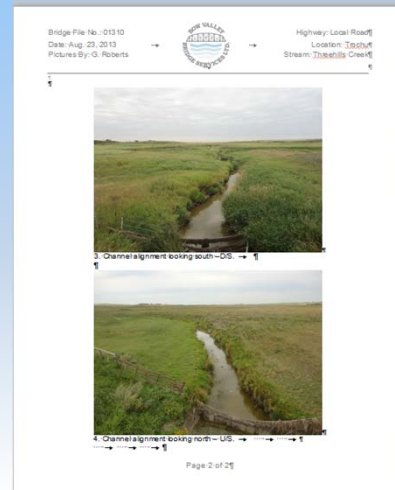 Bridge File No.: 01310
Date: Aug. 23, 2013
Pictures By: G. Roberts
BOW VALLEY
BRIDGE SERVICES LTD.
Highway: Local Road
Location: Trochu
Stream: Threehills Creek
3. Channel alignment looking south – D/S.
4. Channel alignment looking north – U/S.
Page 2 of 2